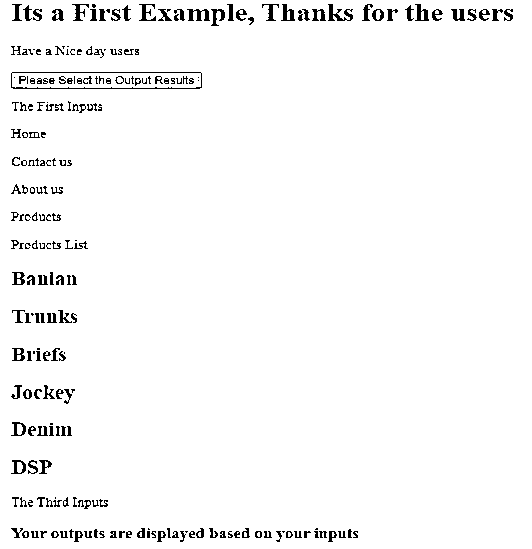 Its a First Example, Thanks for the users
Have a Nice day users
Please Select the Output Results
The First Inputs
Home
Contact us
About us
Products
Products List
Banian
Trunks
Briefs
Jockey
Denim
DSP
The Third Inputs
Your outputs are displayed based on your inputs